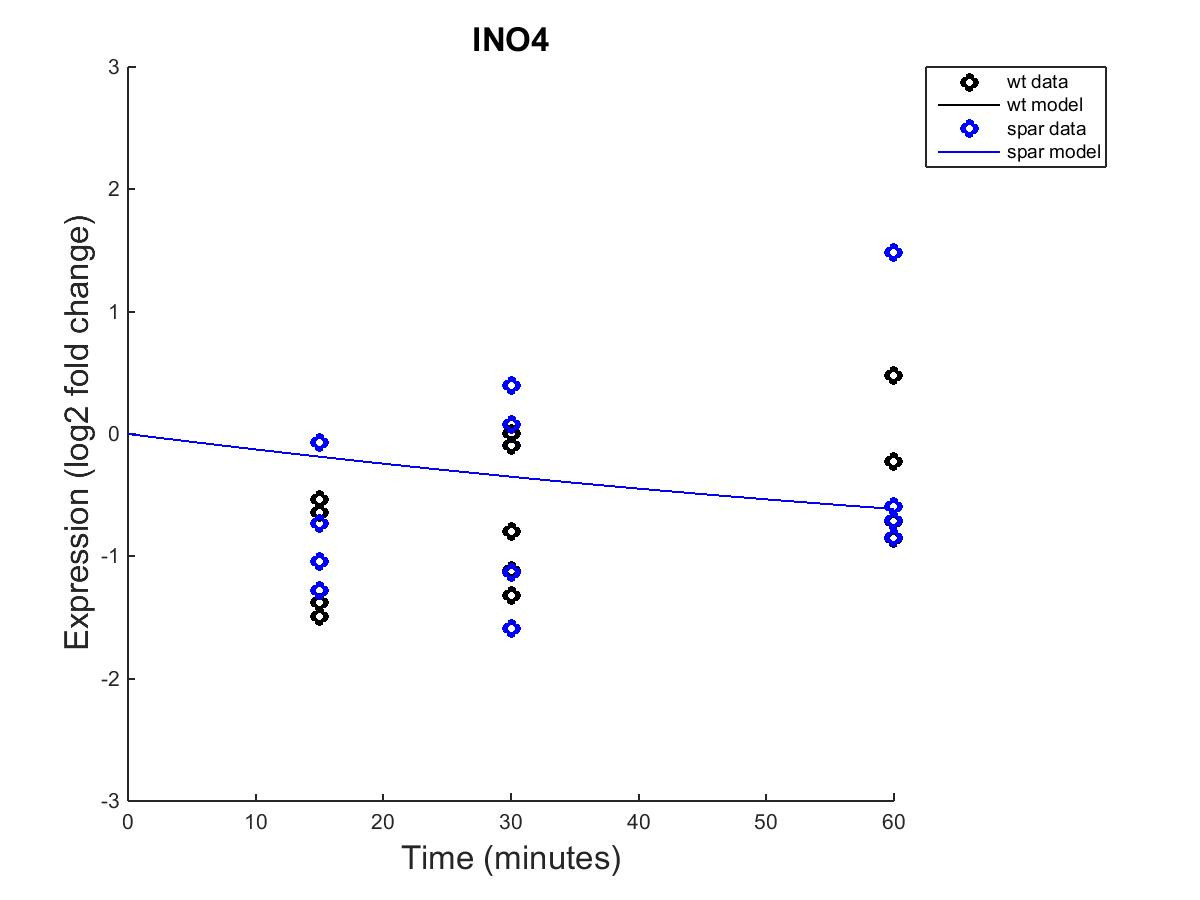 INO4
wt data
wt model
spar data
spar model
Expression (log2 fold change)
3
2
1
0
-1
-2
-3
0
10
20
30
40
50
60
Time (minutes)